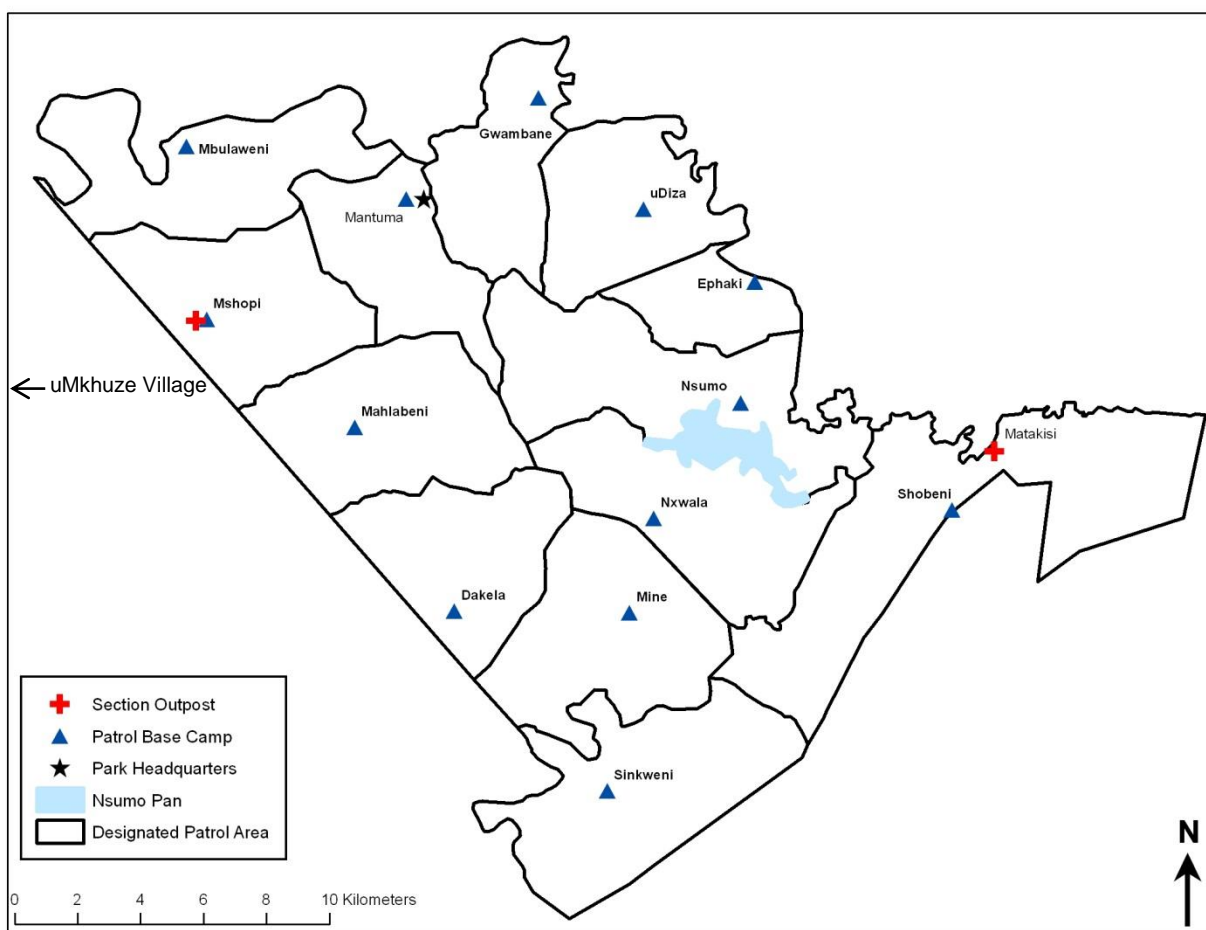 Gwambane
Mbulaweni
uDiza
Mantuma
Ephaki
Mshopi
uMkhuze Village
Nsumo
Mahlabeni
Matakisi
Shobeni
Nxwala
Dakela
Mine
Sinkweni
Section Outpost
Patrol Base Camp
Park Headquarters
Nsumo Pan
Designated Patrol Area
N
0 2 4 6 8 10 Kilometers